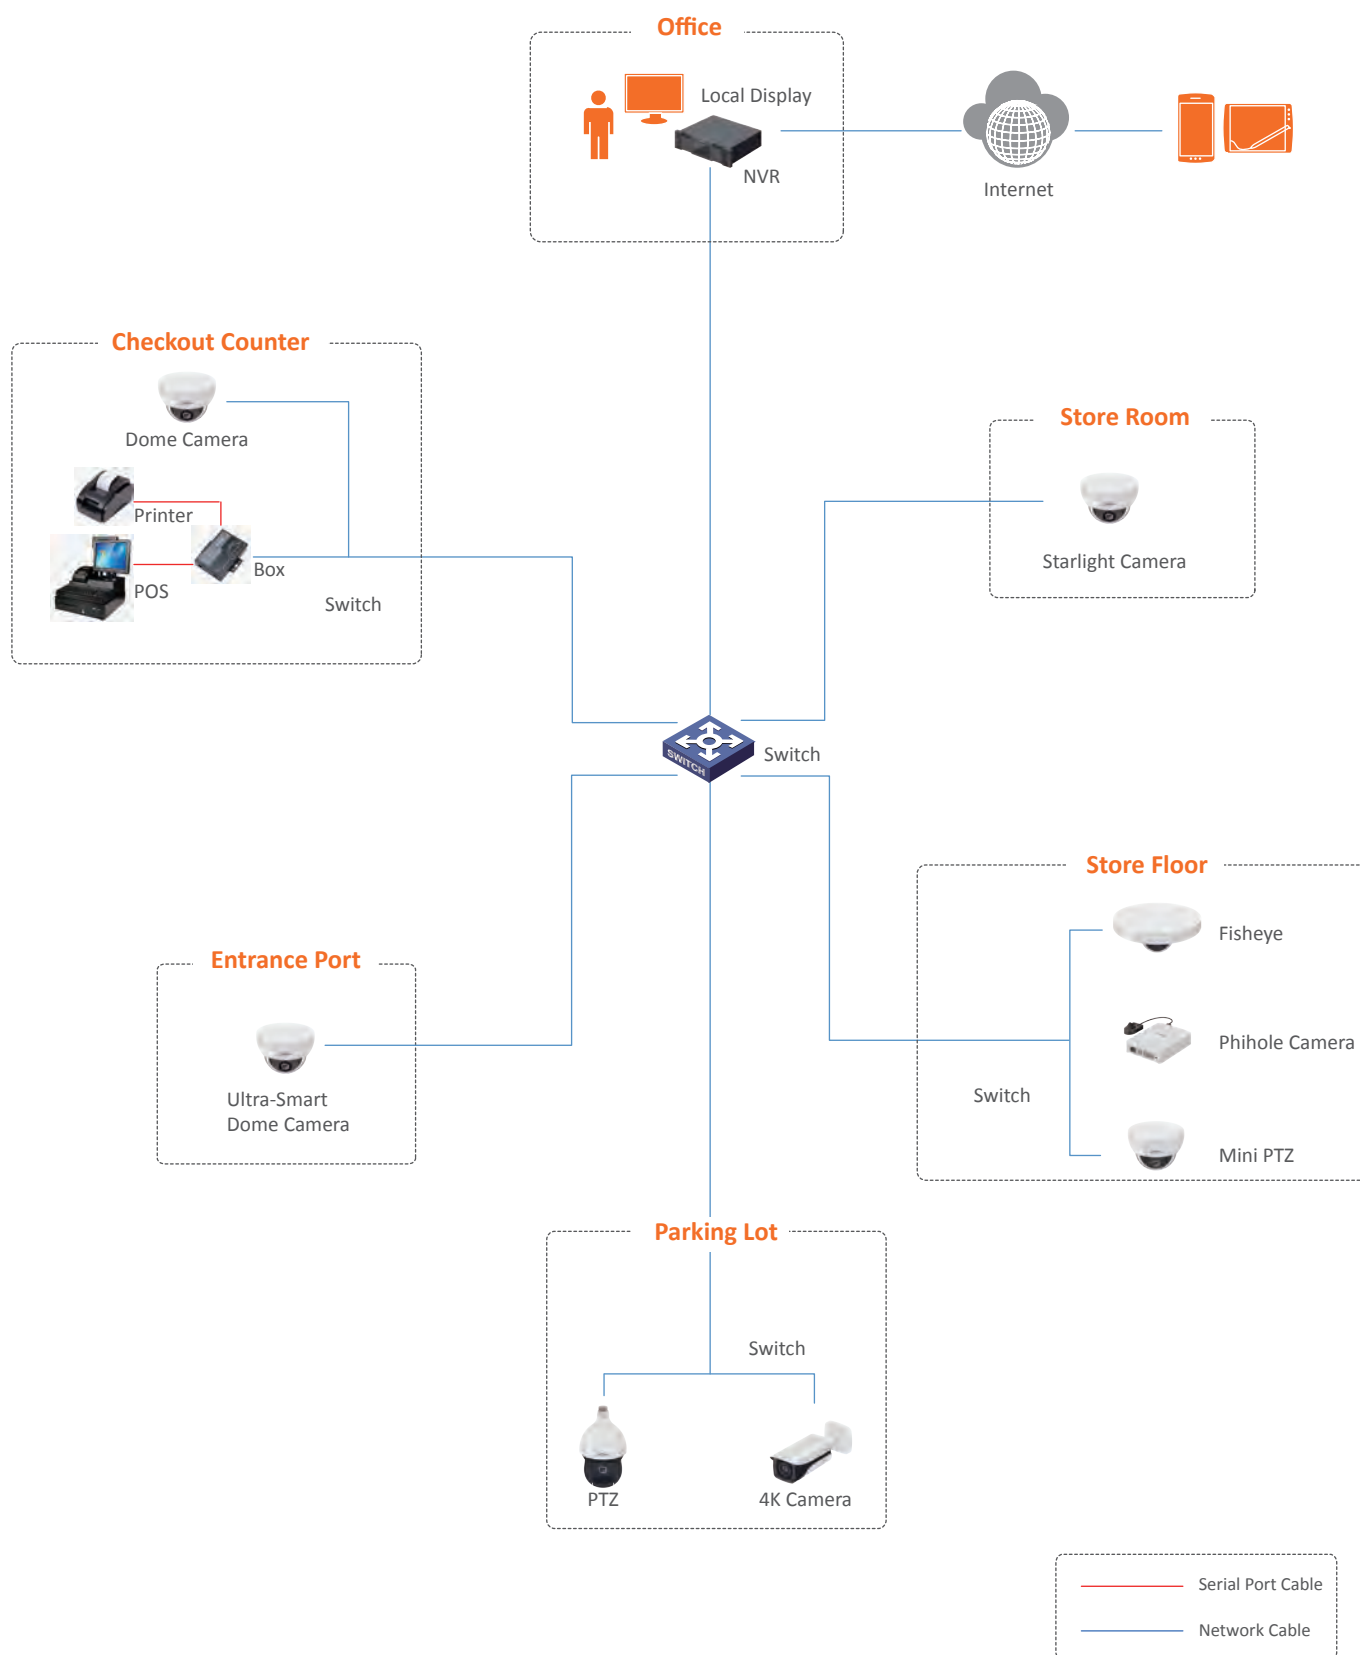 Office
Local Display
NVR
Internet
Checkout Counter
Dome Camera
Printer
Box
POS
Switch
Store Room
Starlight Camera
SWITCH
Switch
Store Floor
Fisheye
Phihole Camera
Switch
Mini PTZ
Entrance Port
Ultra-Smart
Dome Camera
Parking Lot
Switch
PTZ
4K Camera
Serial Port Cable
Network Cable